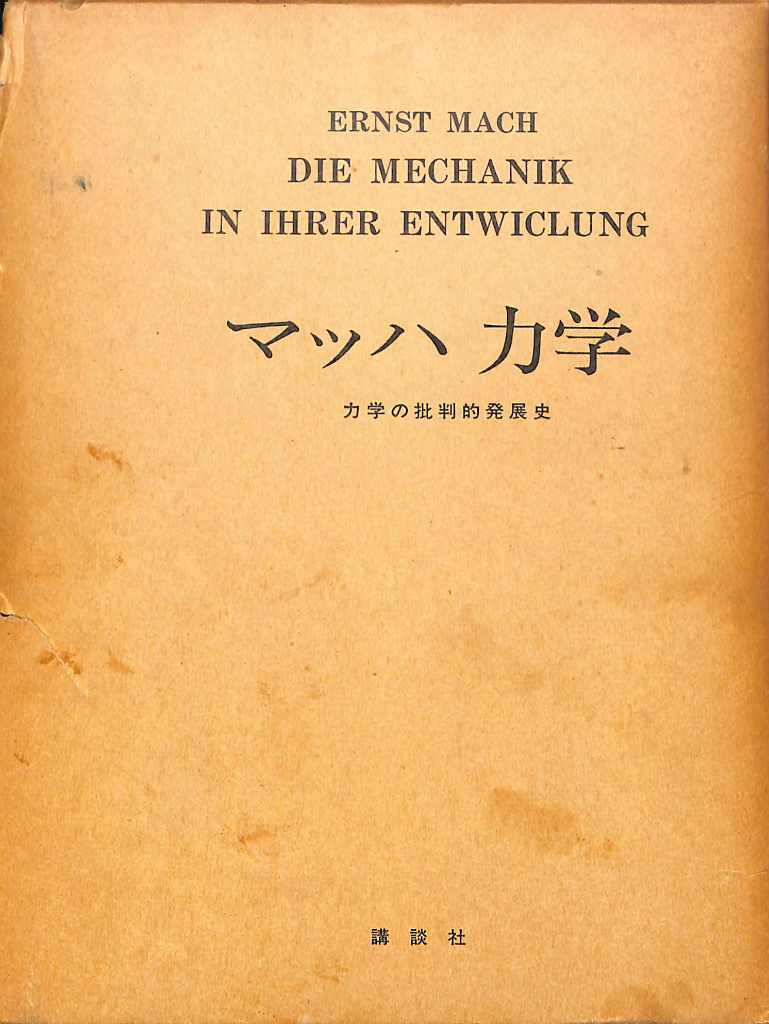 ERNST MACH
DIE MECHANIK
IN IHRER ENTWICLUNG
マッハ 力学
力学の批判的発展史
講談社